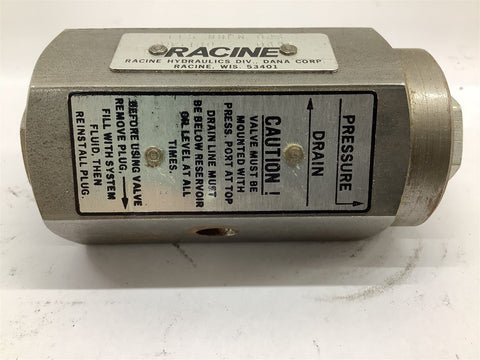 RACINE
RACINE HYDRAULICS DIV., DANA CORP
RACINE, WIS. 53401
PRESSURE
DRAIN
CAUTION!
VALVE MUST BE
MOUNTED WITH
PRESS. PORT AT TOP
DRAIN LINE MUST
BE BELOW RESERVOIR
OIL LEVEL AT ALL
TIMES.
BEFORE USING VALVE
REMOVE PLUG,
FILL WITH SYSTEM
FLUID, THEN
REINSTALL PLUG.